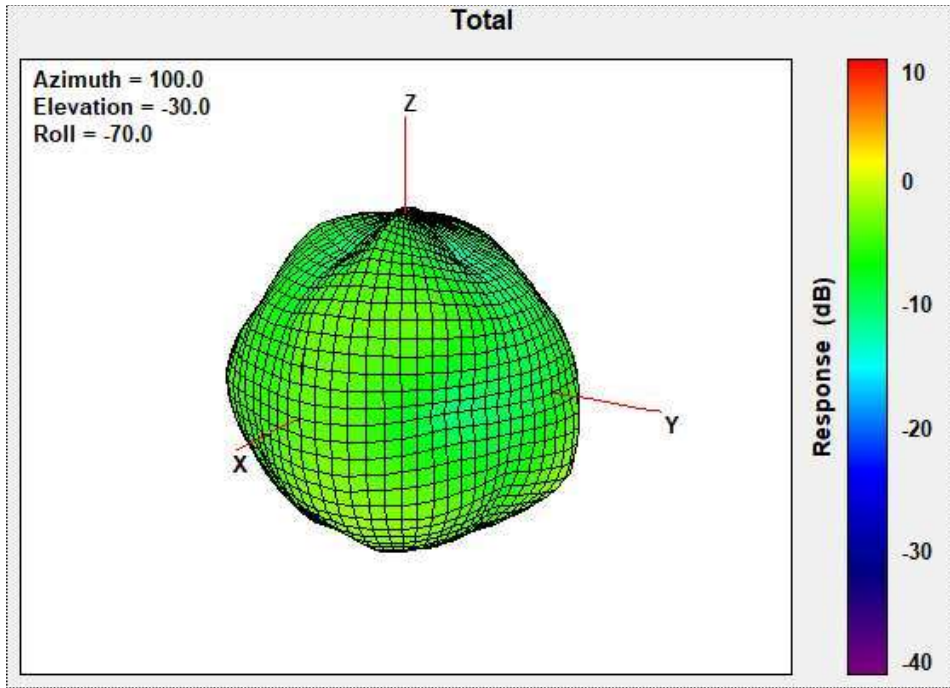 Total
Azimuth = 100.0
Elevation = -30.0
Roll = -70.0
Z
Y
X
10
0
-10
-20
-30
-40
Response (dB)